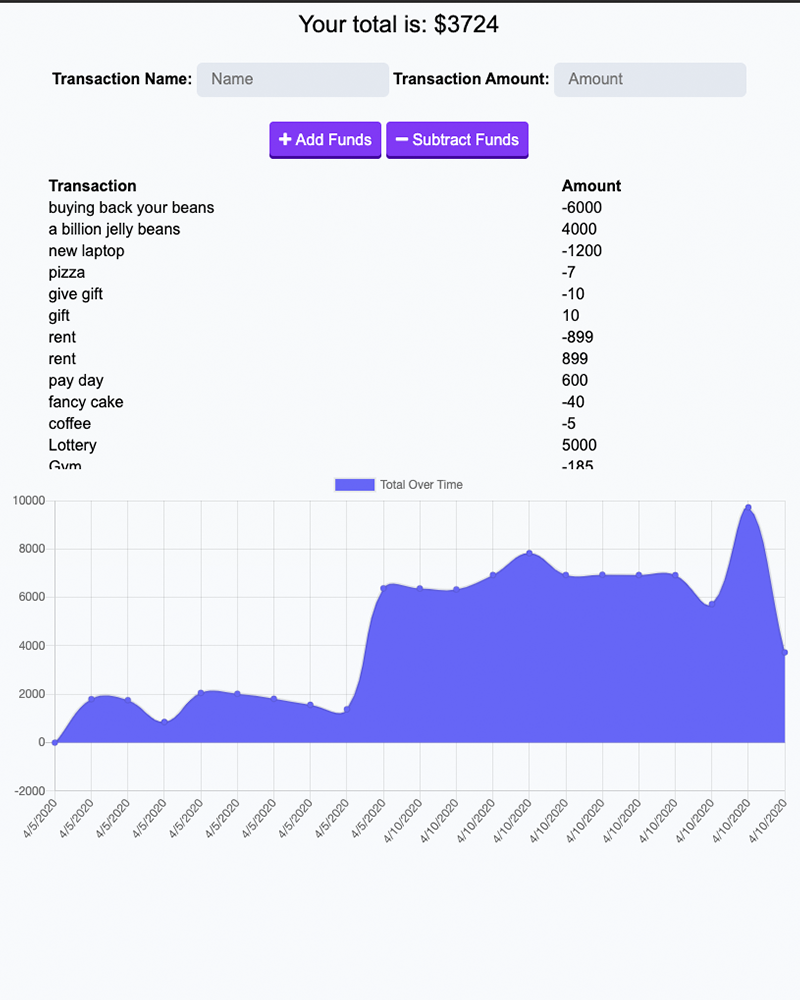 Your total is: $3724
Transaction Name: Name Transaction Amount: Amount
Add Funds Subtract Funds
Transaction Amount
buying back your beans -6000
a billion jelly beans 4000
new laptop -1200
pizza -7
give gift -10
gift 10
rent -899
rent 899
pay day 600
fancy cake -40
coffee -5
Lottery 5000
Gym -185
Total Over Time
10000
8000
6000
4000
2000
0
-2000
4/5/2020 4/5/2020 4/5/2020 4/5/2020 4/5/2020 4/5/2020 4/5/2020 4/5/2020 4/5/2020 4/5/2020 4/10/2020 4/10/2020 4/10/2020 4/10/2020 4/10/2020 4/10/2020 4/10/2020 4/10/2020 4/10/2020 4/10/2020 4/10/2020